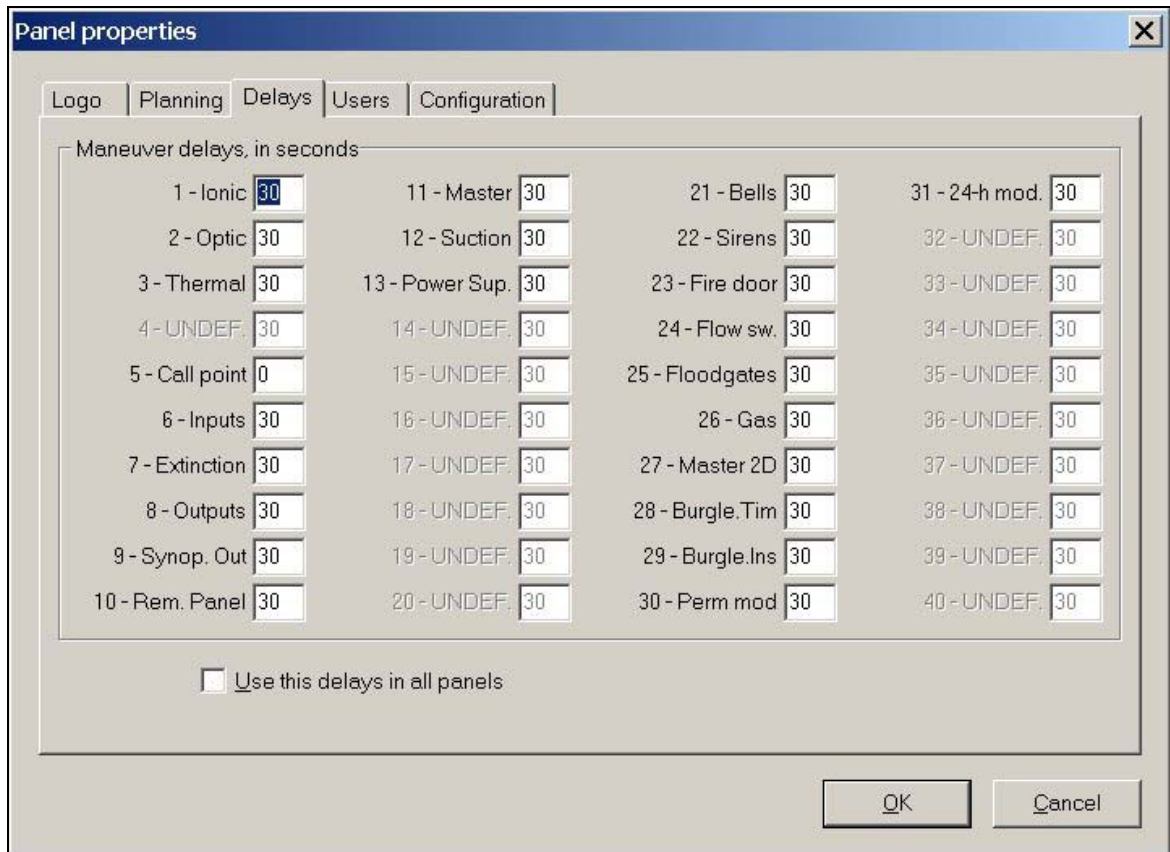 Panel properties
Logo Planning Delays Users Configuration
Maneuver delays, in seconds
1 - Ionic 30 11 - Master 30 21 - Bells 30 31 - 24-h mod. 30
2 - Optic 30 12 - Suction 30 22 - Sirens 30 32 - UNDEF. 30
3 - Thermal 30 13 - Power Sup. 30 23 - Fire door 30 33 - UNDEF. 30
4 - UNDEF. 30 14 - UNDEF. 30 24 - Flow sw. 30 34 - UNDEF. 30
5 - Call point 0 15 - UNDEF. 30 25 - Floodgates 30 35 - UNDEF. 30
6 - Inputs 30 16 - UNDEF. 30 26 - Gas 30 36 - UNDEF. 30
7 - Extinction 30 17 - UNDEF. 30 27 - Master 2D 30 37 - UNDEF. 30
8 - Outputs 30 18 - UNDEF. 30 28 - Burgle.Tim 30 38 - UNDEF. 30
9 - Synop. Out 30 19 - UNDEF. 30 29 - Burgle.Ins 30 39 - UNDEF. 30
10 - Rem. Panel 30 20 - UNDEF. 30 30 - Perm mod 30 40 - UNDEF. 30
Use this delays in all panels
OK Cancel